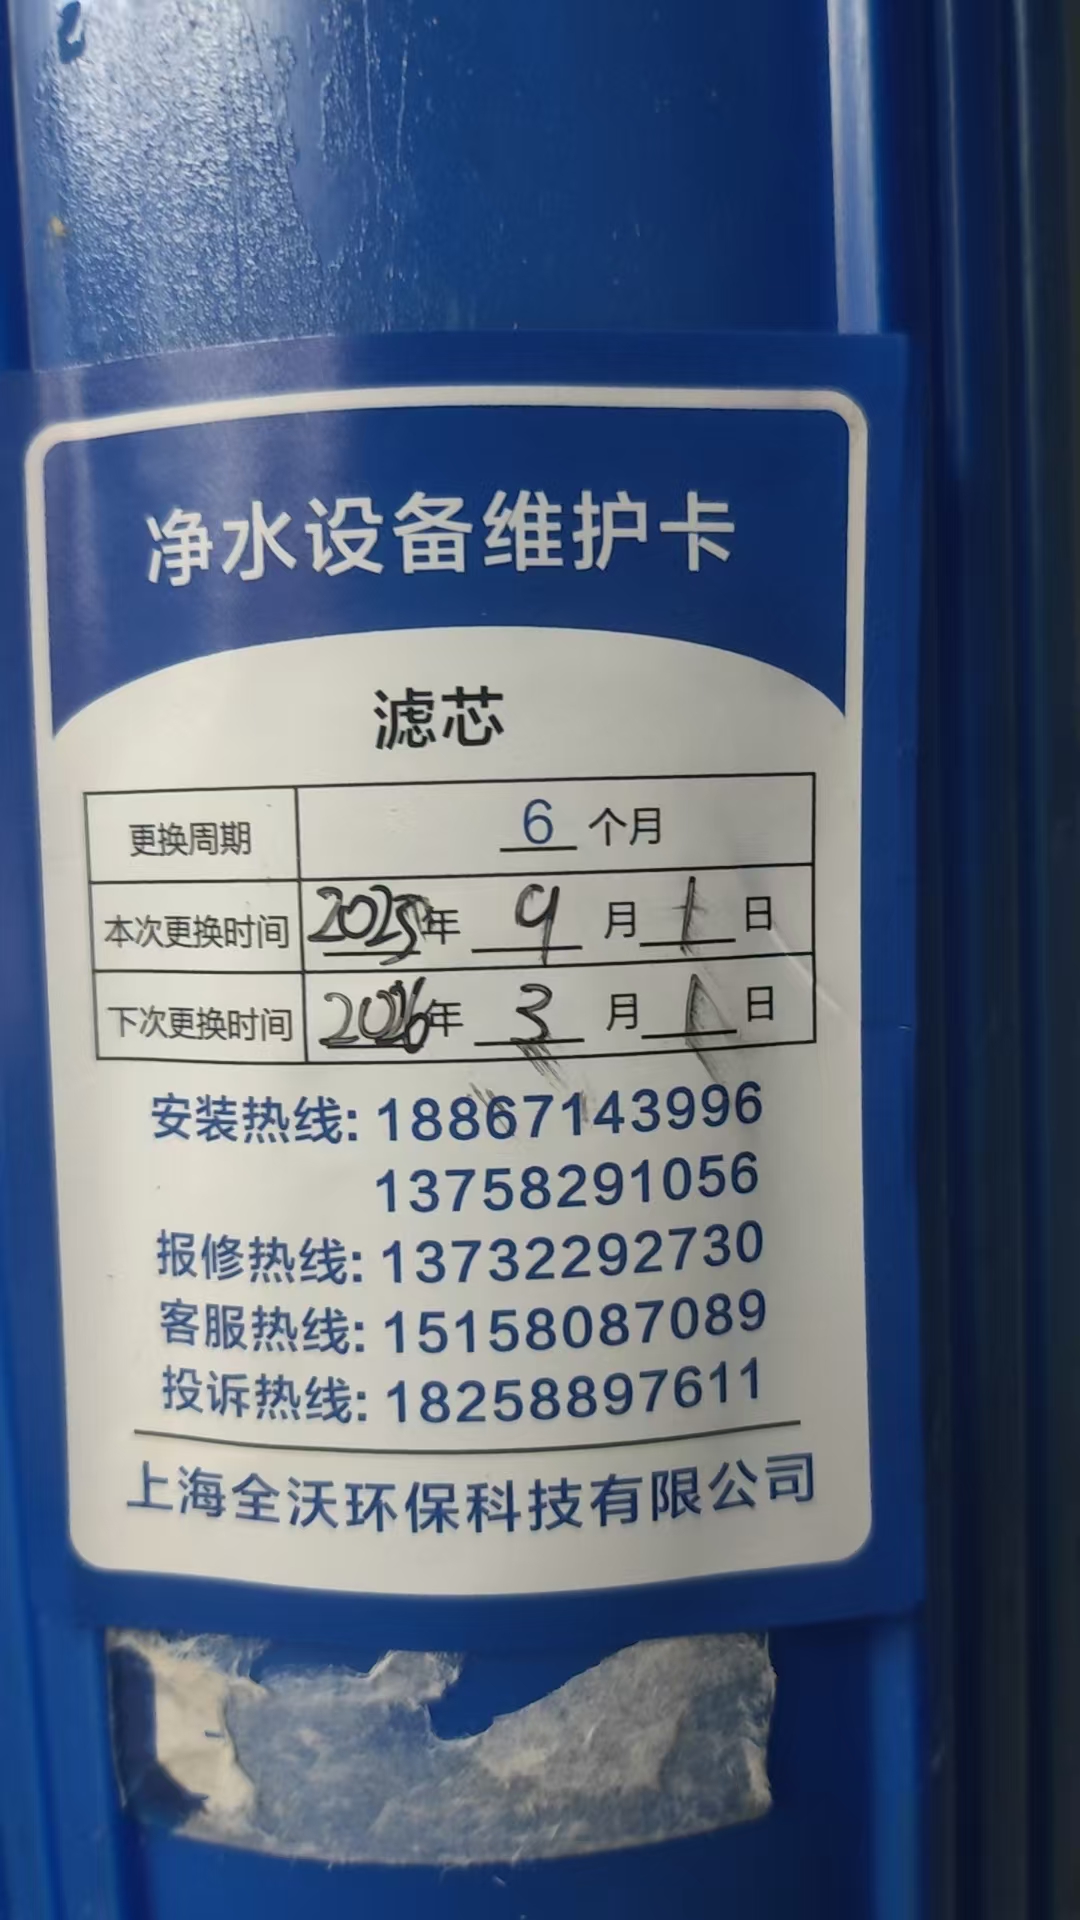 净水设备维护卡
滤芯
更换周期 6 个月
本次更换时间 2025年 9 月 1 日
下次更换时间 2026年 3 月 1 日
安装热线: 18867143996
13758291056
报修热线: 13732292730
客服热线: 15158087089
投诉热线: 18258897611
上海全沃环保科技有限公司